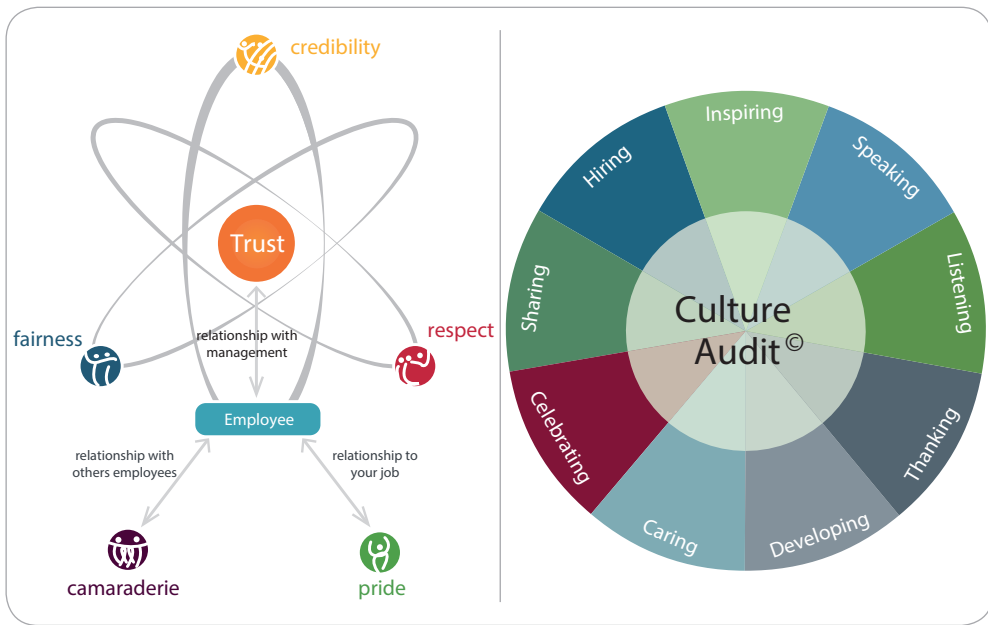 credibility
Trust
fairness
respect
relationship with
management
Employee
relationship with
others employees
relationship to
your job
camaraderie
pride
Inspiring
Speaking
Listening
Thanking
Developing
Caring
Celebrating
Sharing
Hiring
Culture
Audit©